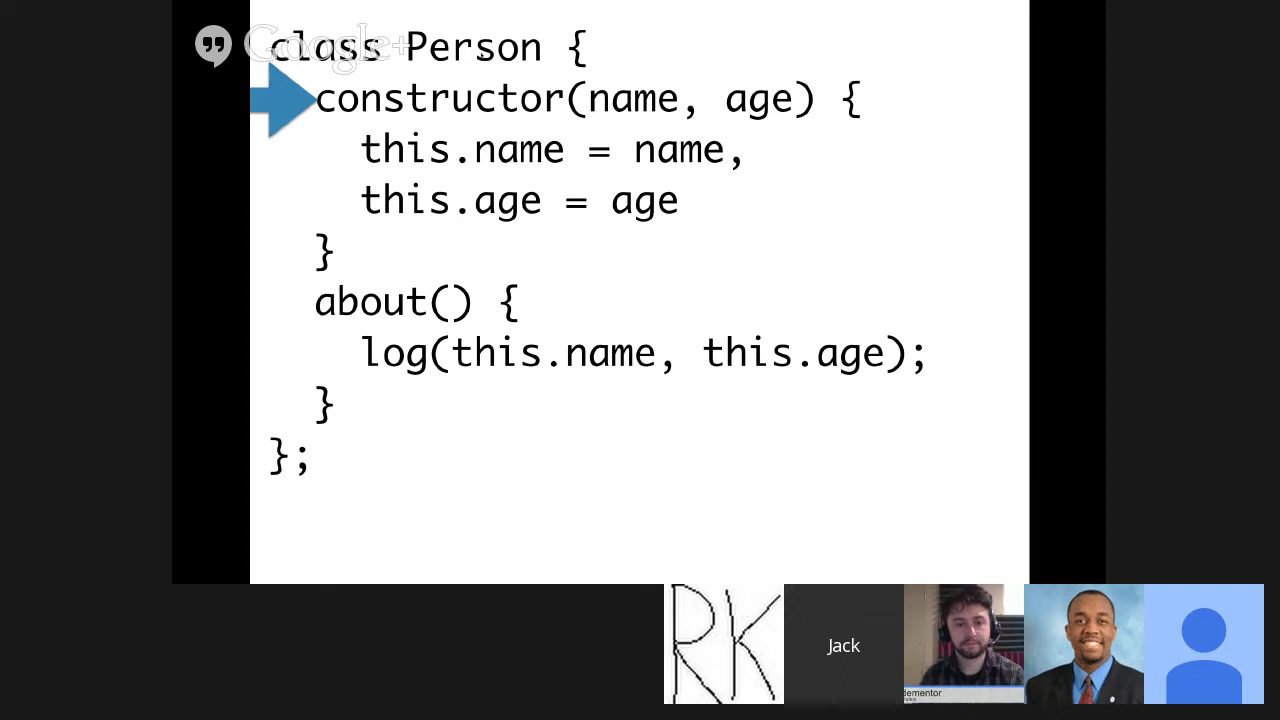 Google+
class Person {
constructor(name, age) {
this.name = name,
this.age = age
}
about() {
log(this.name, this.age);
}
};
RK
Jack
dementor